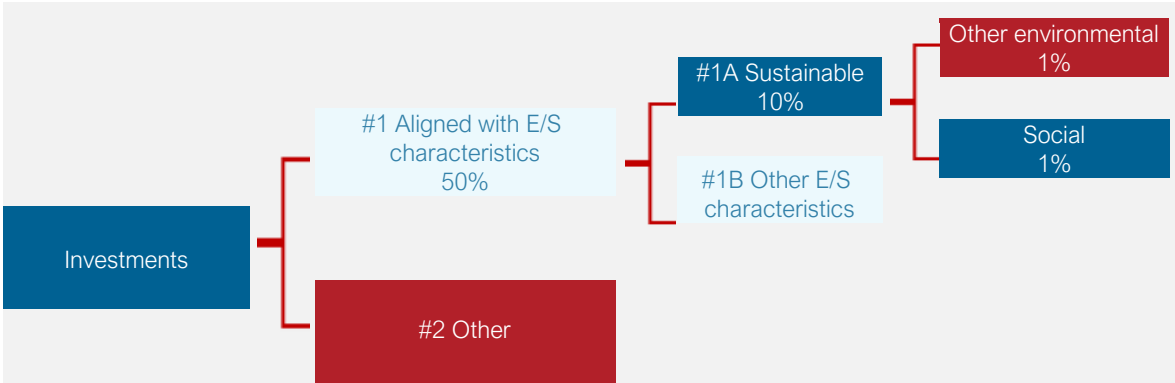 Investments
#1 Aligned with E/S
characteristics
50%
#2 Other
#1A Sustainable
10%
#1B Other E/S
characteristics
Other environmental
1%
Social
1%